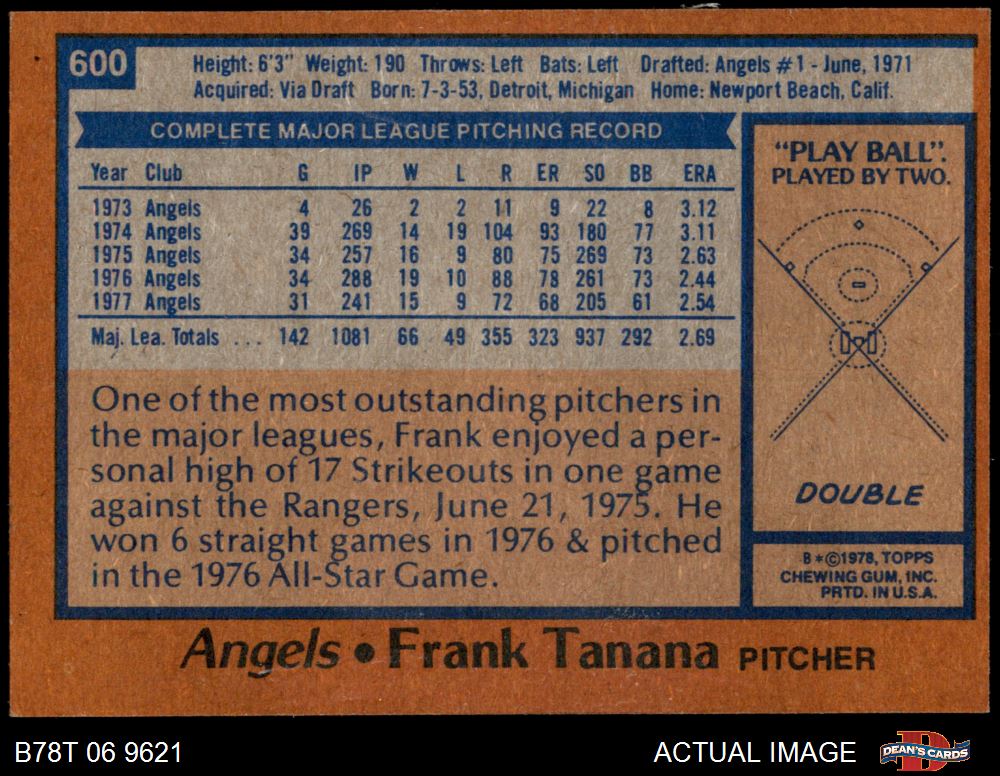 600
Height: 6'3" Weight: 190 Throws: Left Bats: Left Drafted: Angels #1 - June, 1971
Acquired: Via Draft Born: 7-3-53, Detroit, Michigan Home: Newport Beach, Calif.
COMPLETE MAJOR LEAGUE PITCHING RECORD
Year Club G IP W L R ER SO BB ERA
1973 Angels 4 26 2 2 11 9 22 8 3.12
1974 Angels 39 269 14 19 104 93 180 77 3.11
1975 Angels 34 257 16 9 80 75 269 73 2.63
1976 Angels 34 288 19 10 88 78 261 73 2.44
1977 Angels 31 241 15 9 72 68 205 61 2.54
Maj. Lea. Totals ... 142 1081 66 49 355 323 937 292 2.69
One of the most outstanding pitchers in
the major leagues, Frank enjoyed a per-
sonal high of 17 Strikeouts in one game
against the Rangers, June 21, 1975. He
won 6 straight games in 1976 & pitched
in the 1976 All-Star Game.
"PLAY BALL".
PLAYED BY TWO.
DOUBLE
B*©1978, TOPPS
CHEWING GUM, INC.
PRTD. IN U.S.A.
Angels • Frank Tanana PITCHER
B78T 06 9621
ACTUAL IMAGE
DEAN'S CARDS